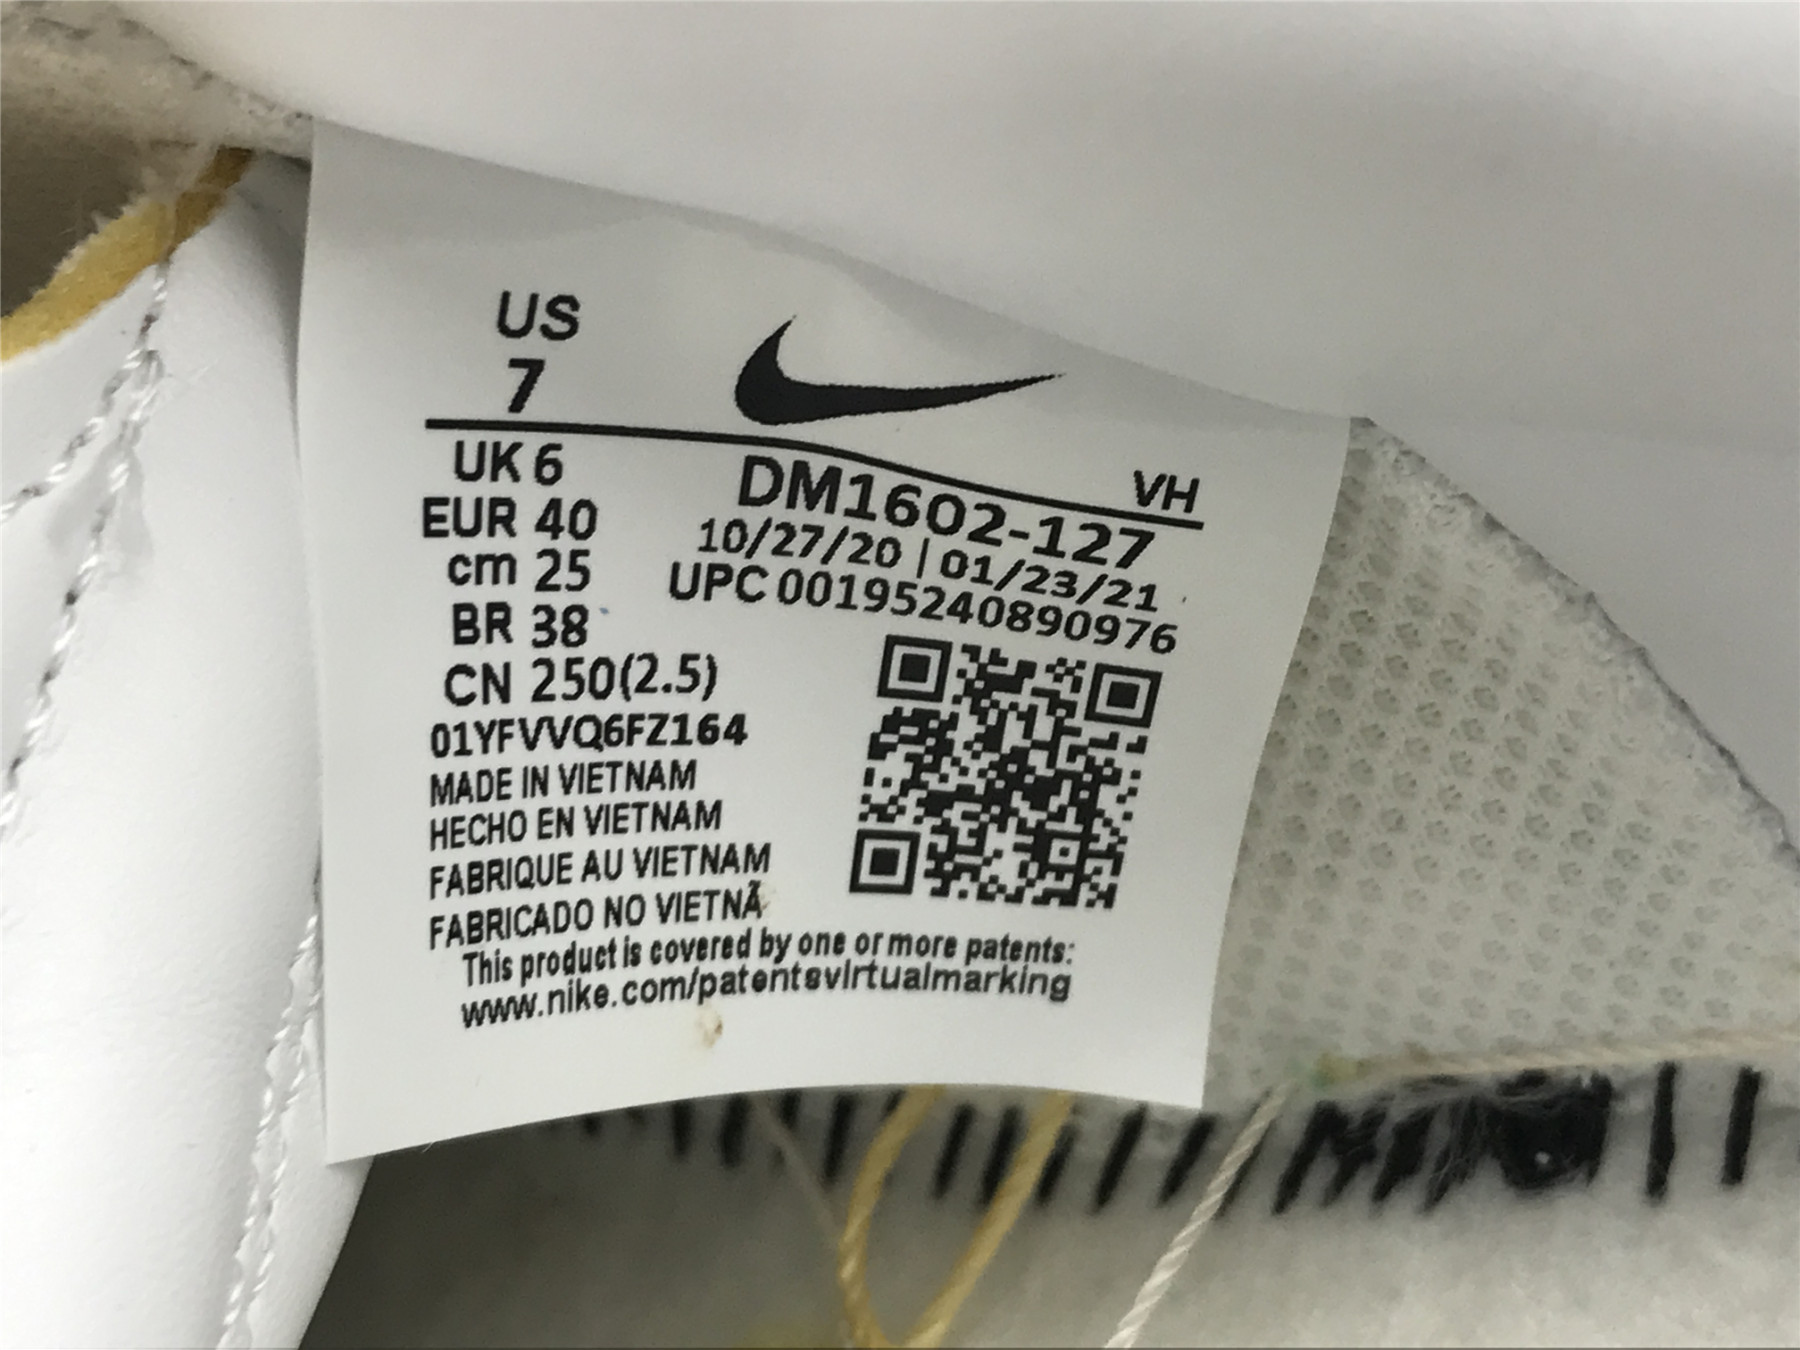 US
7
VH
UK 6
EUR 40
cm 25
BR 38
CN 250(2.5)
DM1602-127
10/27/20 | 01/23/21
UPC 00195240890976
01YFVVQ6FZ164
MADE IN VIETNAM
HECHO EN VIETNAM
FABRIQUE AU VIETNAM
FABRICADO NO VIETNÃ
This product is covered by one or more patents:
www.nike.com/patentsvirtualmarking